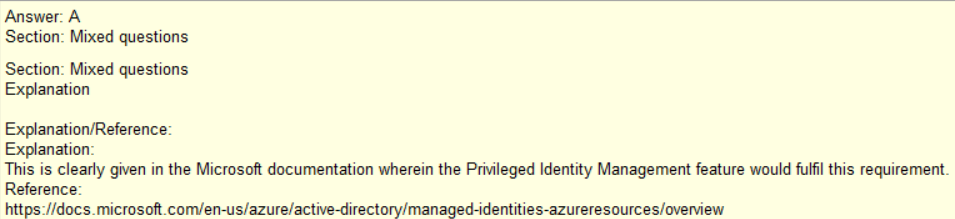 Answer: A
Section: Mixed questions
Section: Mixed questions
Explanation
Explanation/Reference:
Explanation:
This is clearly given in the Microsoft documentation wherein the Privileged Identity Management feature would fulfil this requirement.
Reference:
https://docs.microsoft.com/en-us/azure/active-directory/managed-identities-azureresources/overview